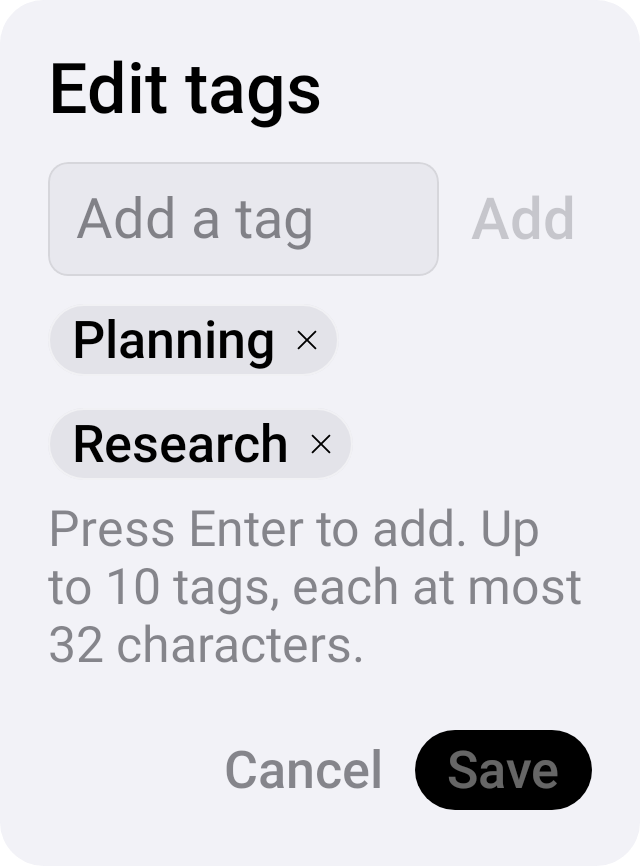 Edit tags
Add a tag
Add
Planning ×
Research ×
Press Enter to add. Up
to 10 tags, each at most
32 characters.
Cancel
Save